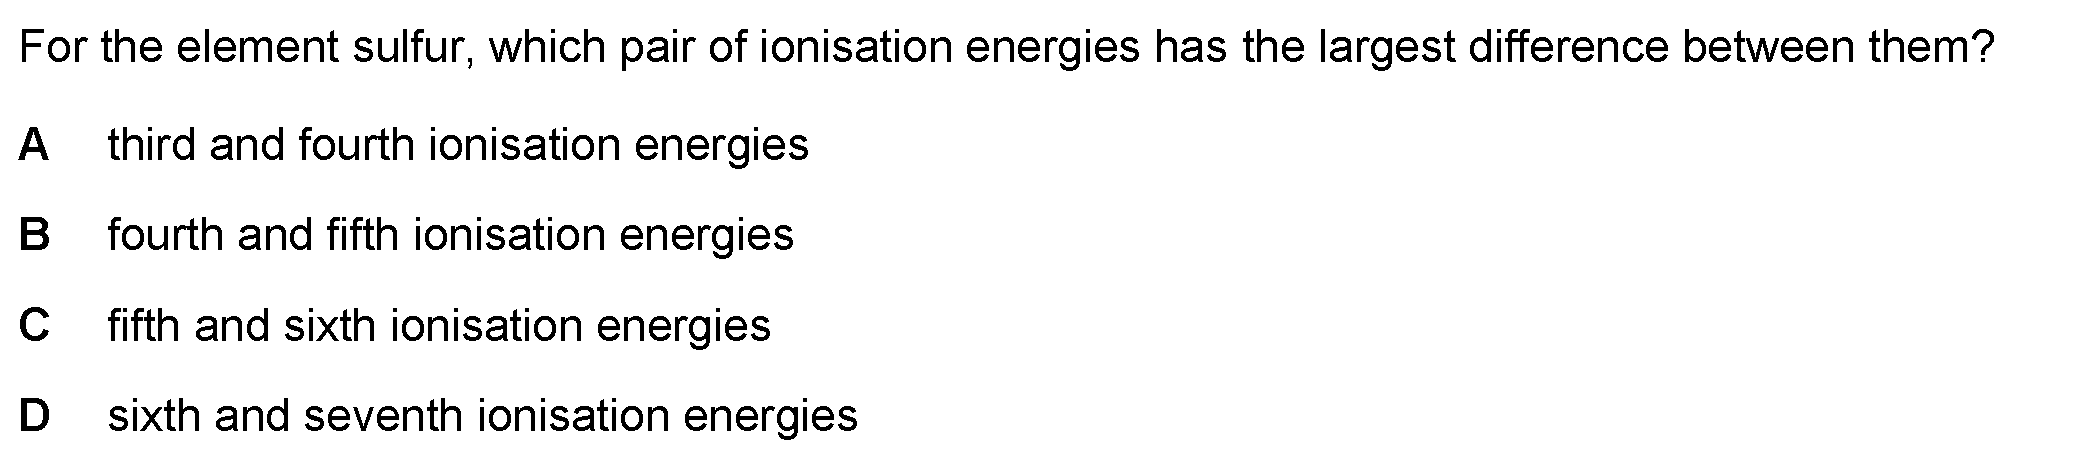 For the element sulfur, which pair of ionisation energies has the largest difference between them?
A third and fourth ionisation energies
B fourth and fifth ionisation energies
C fifth and sixth ionisation energies
D sixth and seventh ionisation energies